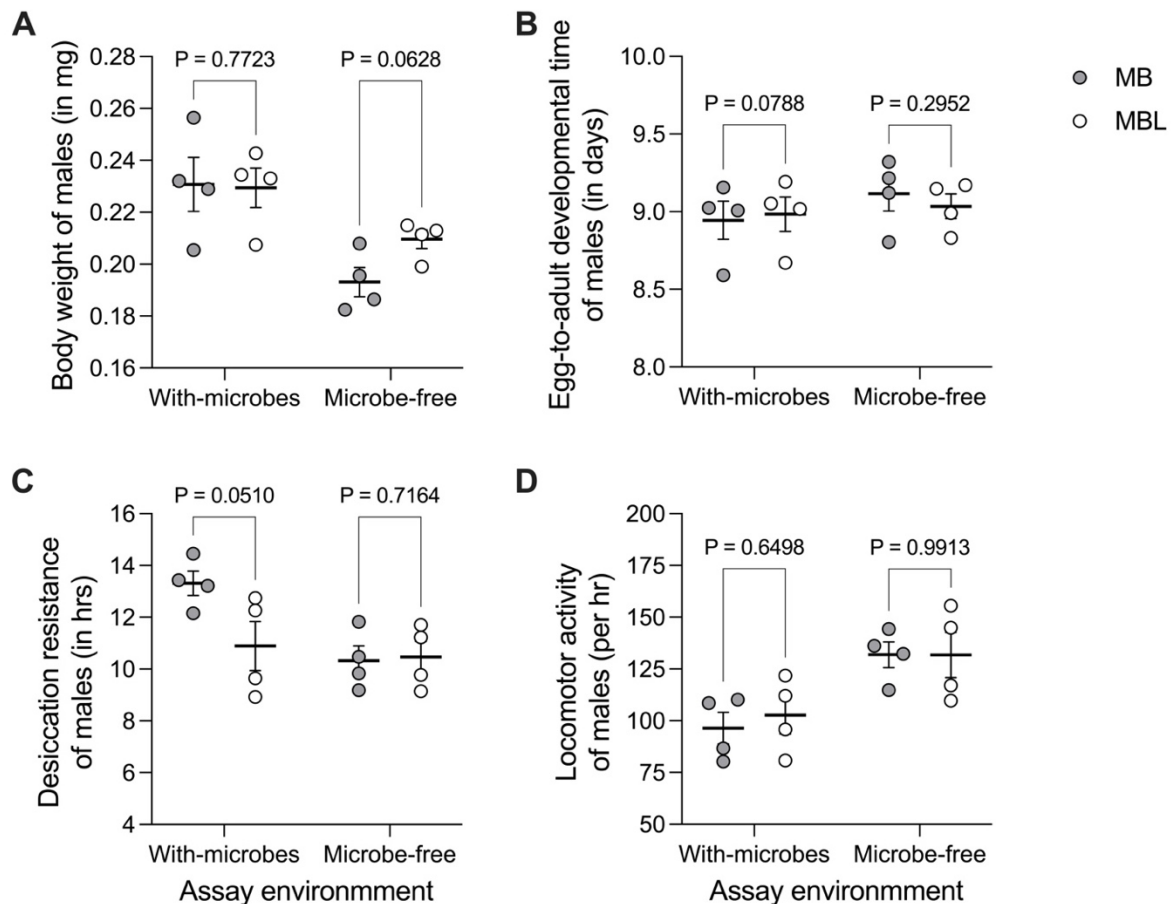 A
Body weight of males (in mg)
0.28
0.26
0.24
0.22
0.20
0.18
0.16
P = 0.7723
P = 0.0628
With-microbes
Microbe-free
B
Egg-to-adult developmental time
of males (in days)
10.0
9.5
9.0
8.5
8.0
P = 0.0788
P = 0.2952
With-microbes
Microbe-free
MB
MBL
C
Desiccation resistance
of males (in hrs)
16
14
12
10
8
6
4
P = 0.0510
P = 0.7164
With-microbes
Microbe-free
Assay environmment
D
Locomotor activity
of males (per hr)
200
175
150
125
100
75
50
P = 0.6498
P = 0.9913
With-microbes
Microbe-free
Assay environmment